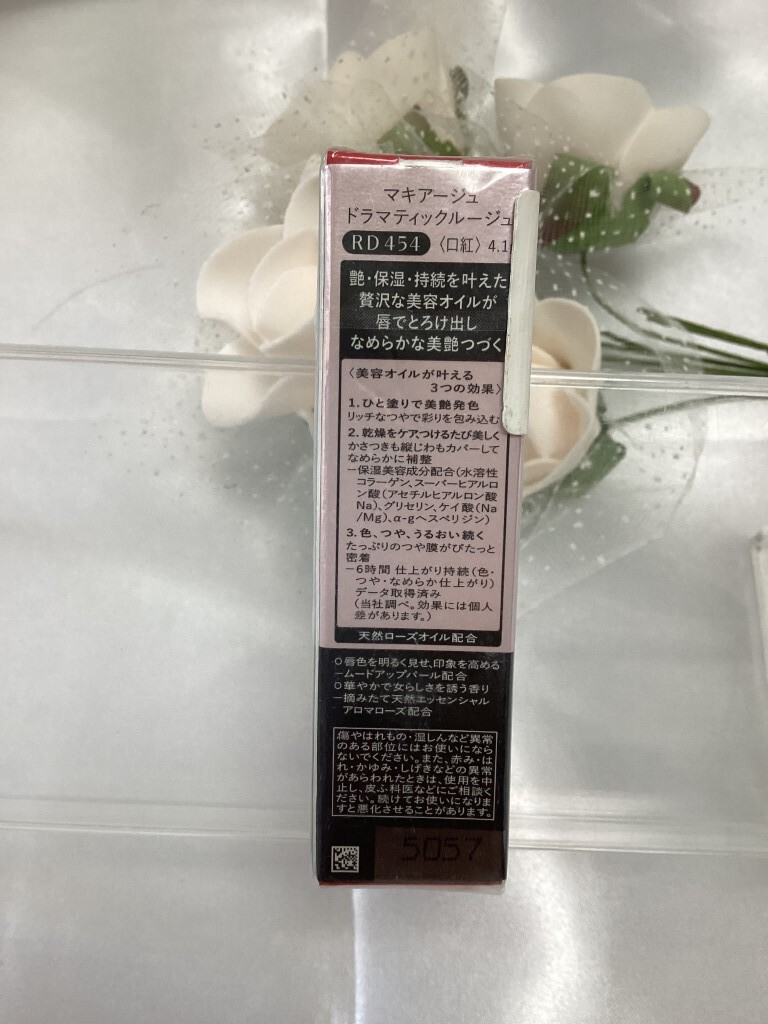 マキアージュ
ドラマティックルージュ
RD454 〈口紅〉 4.1
艶・保湿・持続を叶えた
贅沢な美容オイルが
唇でとろけ出し
なめらかな美艶つづく
〈美容オイルが叶える
3つの効果〉
1.ひと塗りで美艶発色
リッチなつやで彩りを包み込む
2.乾燥をケア、つけるたび美しく
かさつきも縦じわもカバーして
なめらかに補整
−保湿美容成分配合(水溶性
コラーゲン、スーパーヒアルロ
ン酸(アセチルヒアルロン酸
Na)、グリセリン、ケイ酸(Na
/Mg)、α-gヘスペリジン)
3.色、つや、うるおい続く
たっぷりのつや膜がぴたっと
密着
−6時間 仕上がり持続(色・
つや・なめらか仕上がり)
データ取得済み
(当社調べ。効果には個人
差があります。)
天然ローズオイル配合
○唇色を明るく見せ、印象を高める
−ムードアップパール配合
○華やかで女らしさを誘う香り
−摘みたて天然エッセンシャル
アロマローズ配合
傷やはれもの・湿しんなど異常
のある部位にはお使いになら
ないでください。また、赤み・は
れ・かゆみ・しげきなどの異常
があらわれたときは、使用を中
止し、皮ふ科医などにご相談く
ださい。続けてお使いになりま
すと悪化させることがあります。
5057